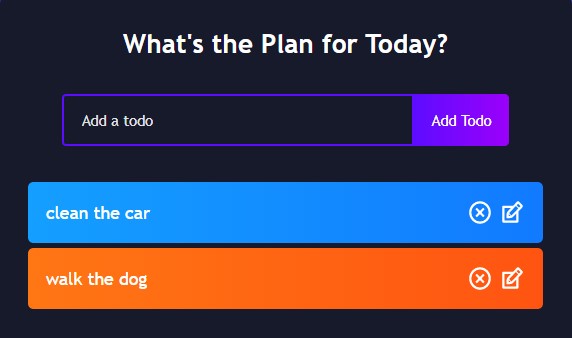 What's the Plan for Today?
Add a todo
Add Todo
clean the car
walk the dog